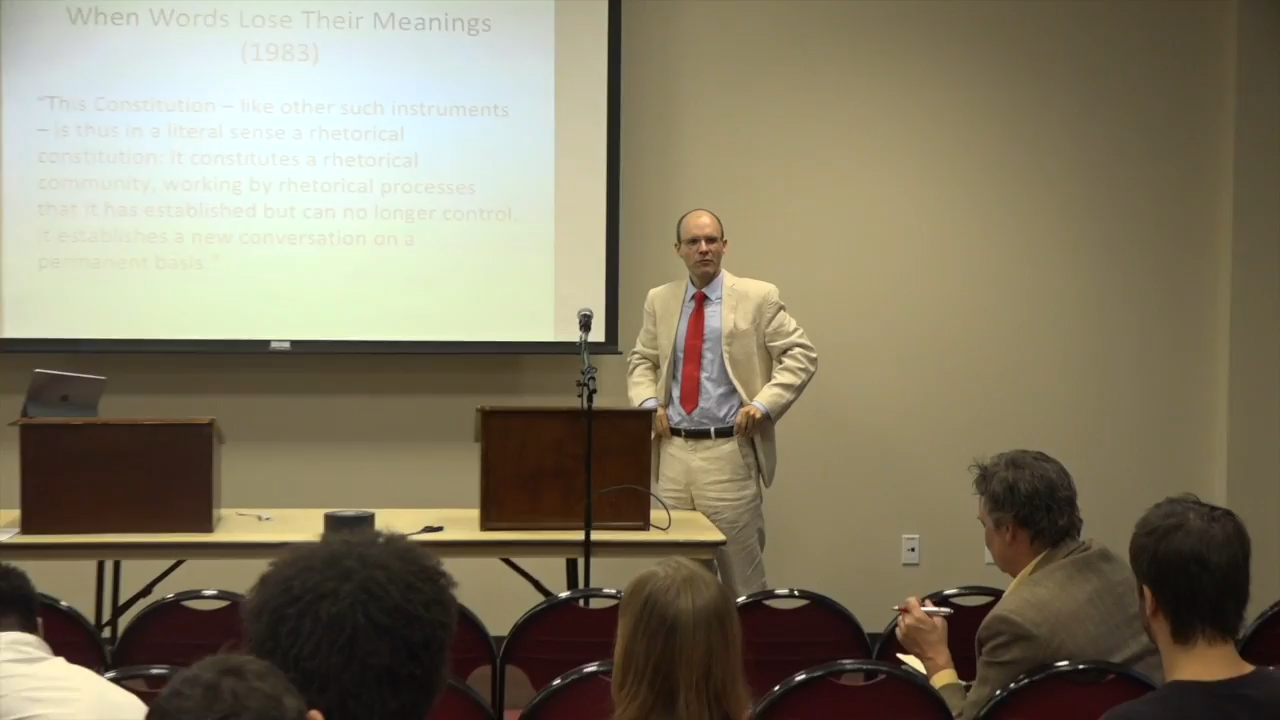 When Words Lose Their Meanings
(1983)
"This Constitution – like other such instruments
– is thus in a literal sense a rhetorical
constitution: it constitutes a rhetorical
community, working by rhetorical processes
that it has established but can no longer control.
It establishes a new conversation on a
permanent basis."